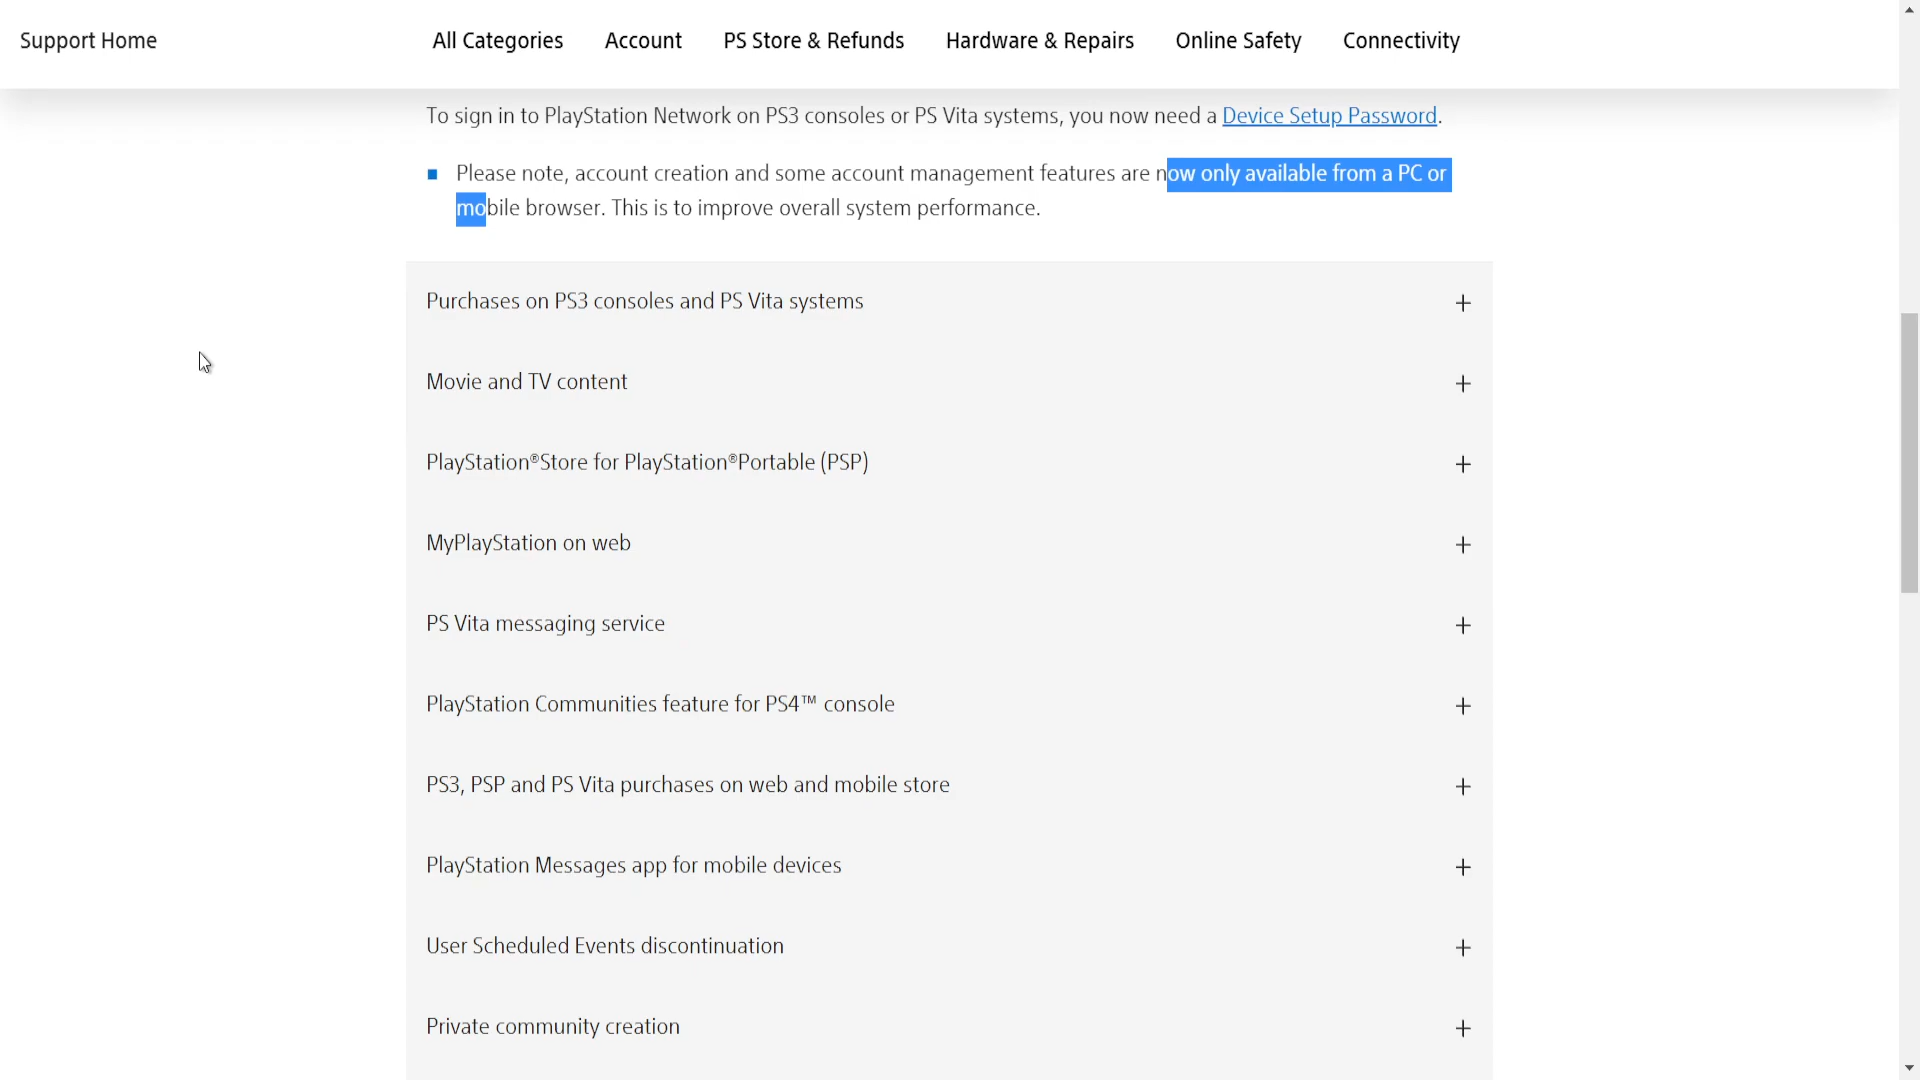 Support Home
All Categories
Account
PS Store & Refunds
Hardware & Repairs
Online Safety
Connectivity
To sign in to PlayStation Network on PS3 consoles or PS Vita systems, you now need a Device Setup Password.
Please note, account creation and some account management features are now only available from a PC or
mobile browser. This is to improve overall system performance.
Purchases on PS3 consoles and PS Vita systems
Movie and TV content
PlayStation®Store for PlayStation®Portable (PSP)
MyPlayStation on web
PS Vita messaging service
PlayStation Communities feature for PS4™ console
PS3, PSP and PS Vita purchases on web and mobile store
PlayStation Messages app for mobile devices
User Scheduled Events discontinuation
Private community creation